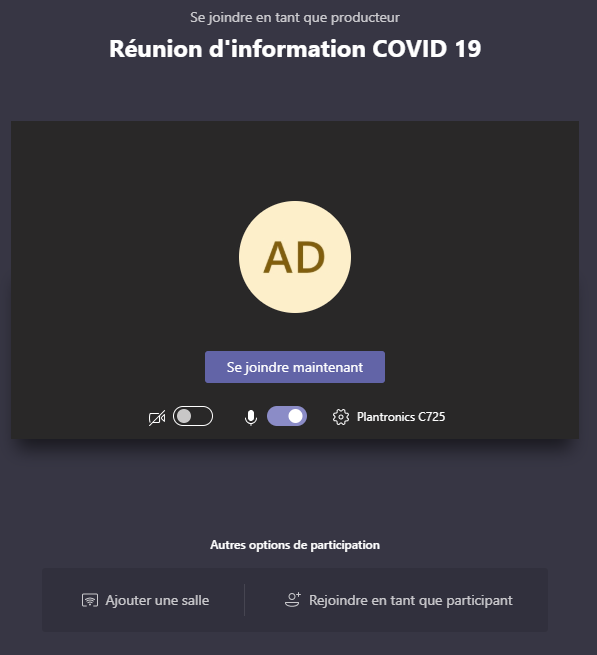 Se joindre en tant que producteur
Réunion d'information COVID 19
AD
Se joindre maintenant
Plantronics C725
Autres options de participation
Ajouter une salle
Rejoindre en tant que participant